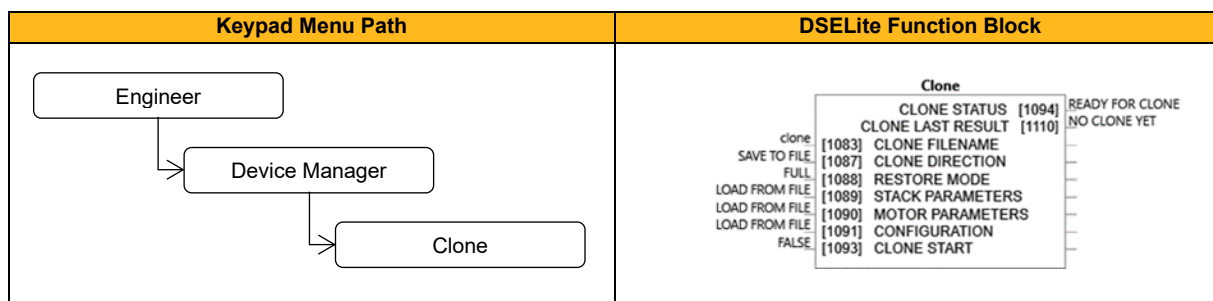 Keypad Menu Path
DSELite Function Block
Engineer
Device Manager
Clone
Clone
CLONE STATUS [1094] READY FOR CLONE
CLONE LAST RESULT [1110] NO CLONE YET
clone [1083] CLONE FILENAME
SAVE TO FILE [1087] CLONE DIRECTION
FULL [1088] RESTORE MODE
LOAD FROM FILE [1089] STACK PARAMETERS
LOAD FROM FILE [1090] MOTOR PARAMETERS
LOAD FROM FILE [1091] CONFIGURATION
FALSE [1093] CLONE START